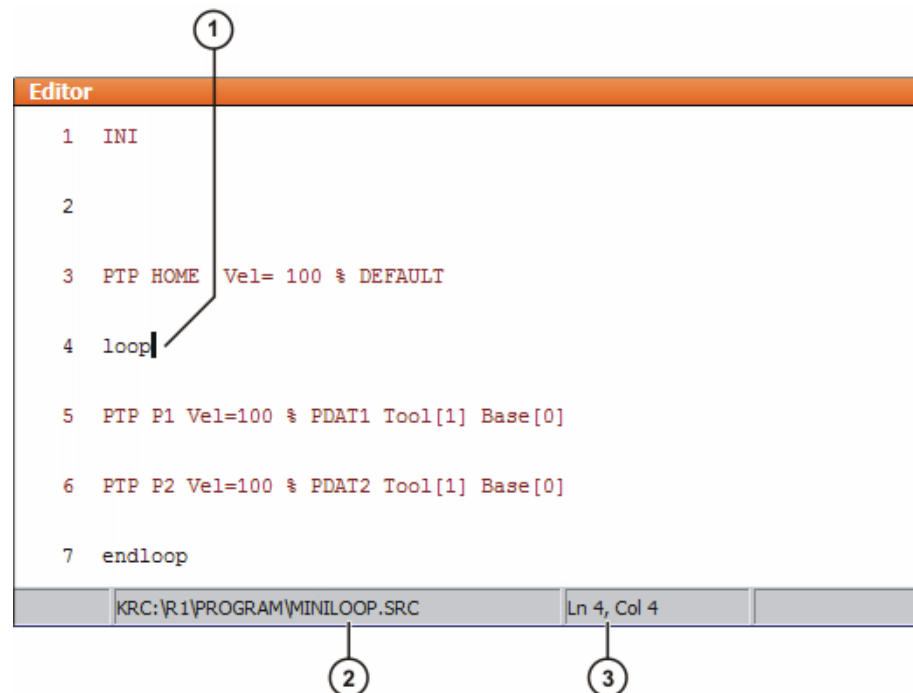 1
Editor
1 INI
2
3 PTP HOME Vel= 100 % DEFAULT
4 loop
5 PTP P1 Vel=100 % PDAT1 Tool[1] Base[0]
6 PTP P2 Vel=100 % PDAT2 Tool[1] Base[0]
7 endloop
KRC:\R1\PROGRAM\MINILOOP.SRC Ln 4, Col 4
2 3